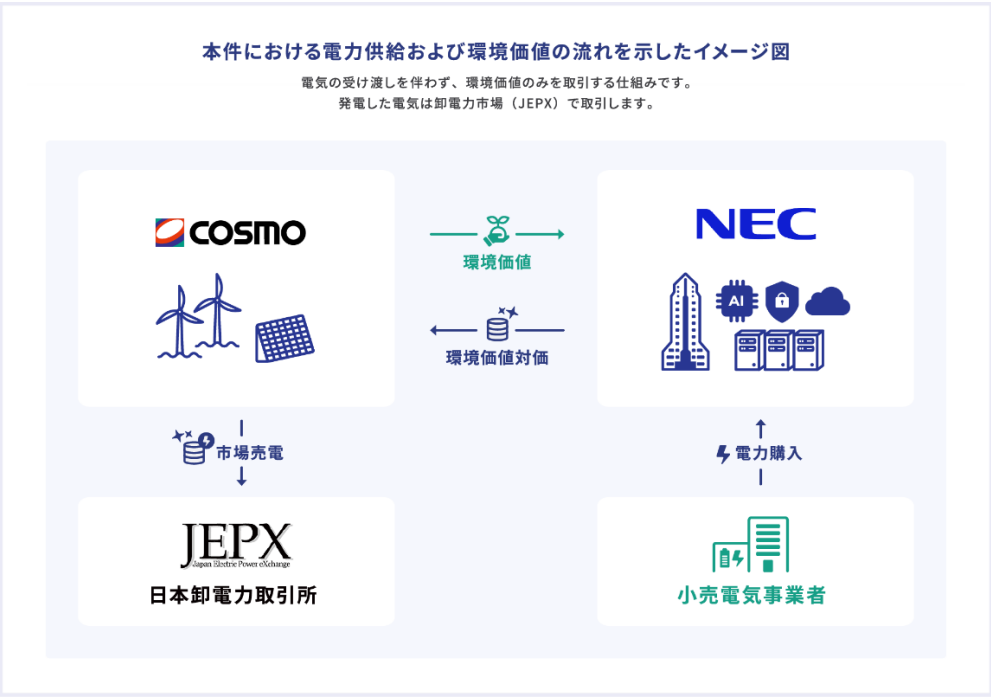 本件における電力供給および環境価値の流れを示したイメージ図
電気の受け渡しを伴わず、環境価値のみを取引する仕組みです。
発電した電気は卸電力市場（JEPX）で取引します。
COSMO
環境価値
環境価値対価
NEC
AI
市場売電
電力購入
JEPX
Japan Electric Power eXchange
日本卸電力取引所
小売電気事業者